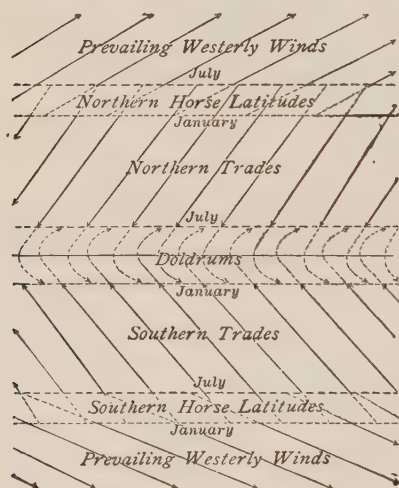 Prevailing Westerly Winds
July
Northern Horse Latitudes
January
Northern Trades
July
Doldrums
January
Southern Trades
July
Southern Horse Latitudes
January
Prevailing Westerly Winds